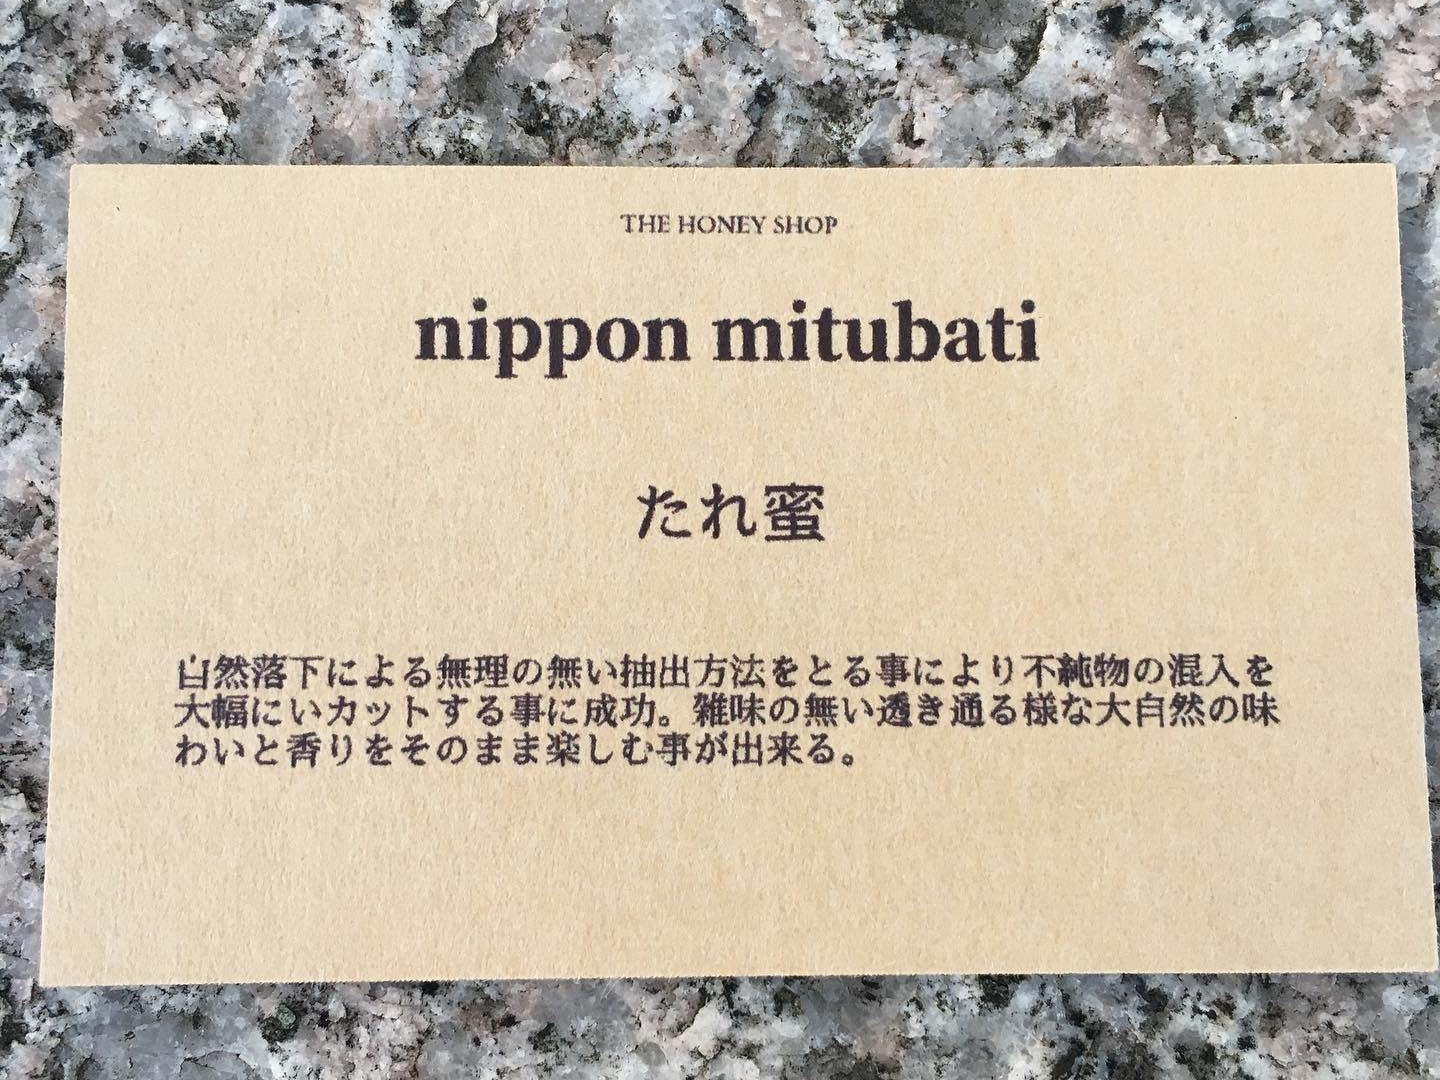 THE HONEY SHOP
nippon mitubati
たれ蜜
自然落下による無理の無い抽出方法をとる事により不純物の混入を
大幅にいカットする事に成功。雑味の無い透き通る様な大自然の味
わいと香りをそのまま楽しむ事が出来る。